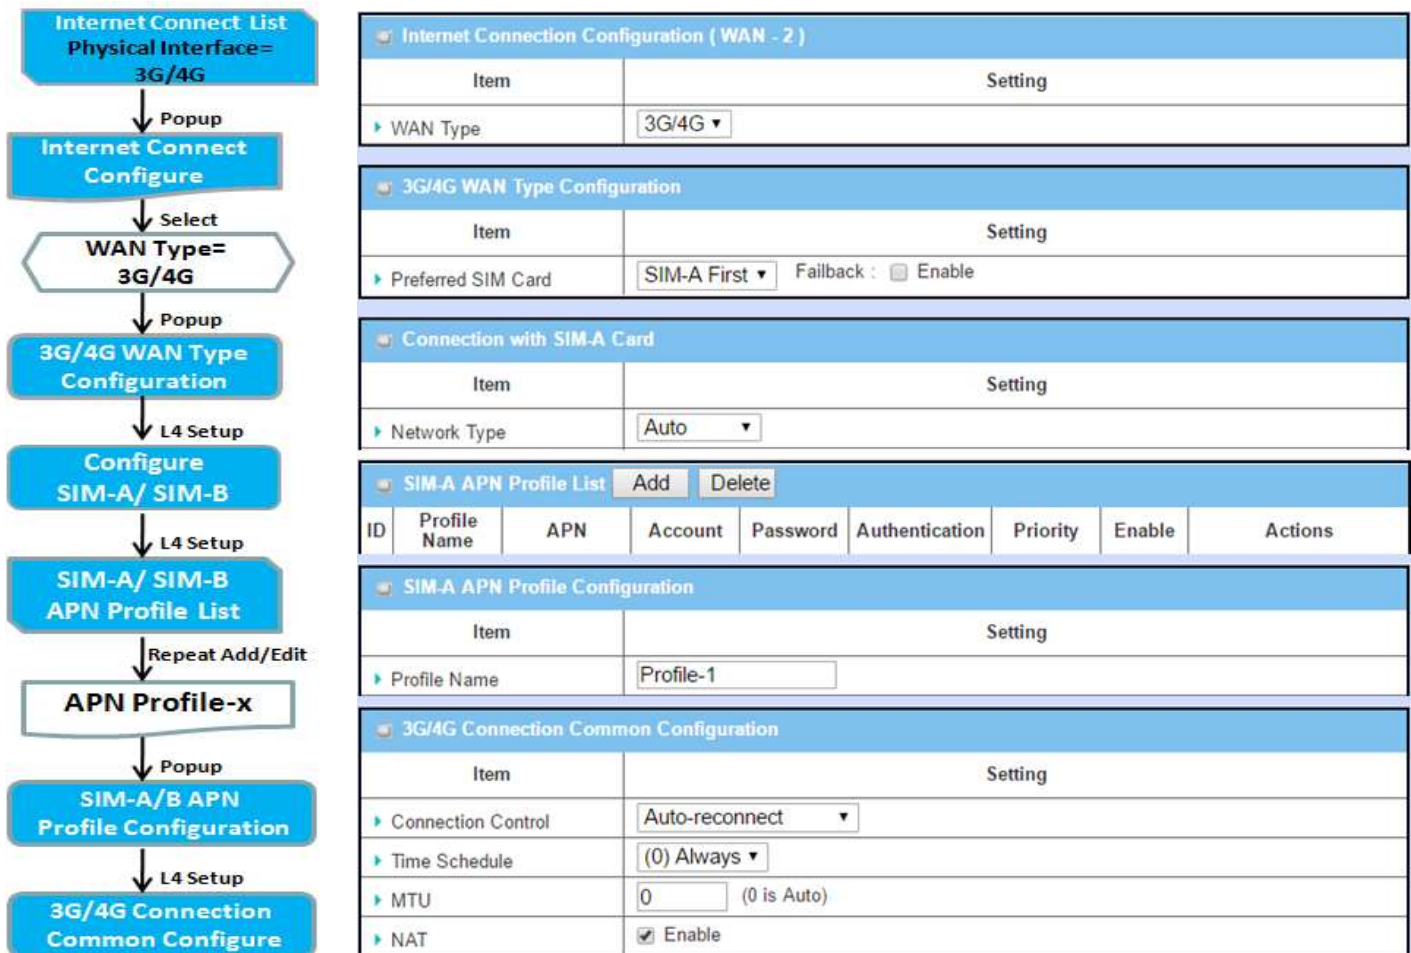 Internet Connect List
Physical Interface=
3G/4G
Popup
Internet Connect
Configure
Select
WAN Type=
3G/4G
Popup
3G/4G WAN Type
Configuration
L4 Setup
Configure
SIM-A/ SIM-B
L4 Setup
SIM-A/ SIM-B
APN Profile List
Repeat Add/Edit
APN Profile-x
Popup
SIM-A/B APN
Profile Configuration
L4 Setup
3G/4G Connection
Common Configure
Internet Connection Configuration ( WAN - 2 )
Item Setting
WAN Type 3G/4G
3G/4G WAN Type Configuration
Item Setting
Preferred SIM Card SIM-A First Failback : Enable
Connection with SIM-A Card
Item Setting
Network Type Auto
SIM-A APN Profile List Add Delete
ID Profile Name APN Account Password Authentication Priority Enable Actions
SIM-A APN Profile Configuration
Item Setting
Profile Name Profile-1
3G/4G Connection Common Configuration
Item Setting
Connection Control Auto-reconnect
Time Schedule (0) Always
MTU 0 (0 is Auto)
NAT Enable